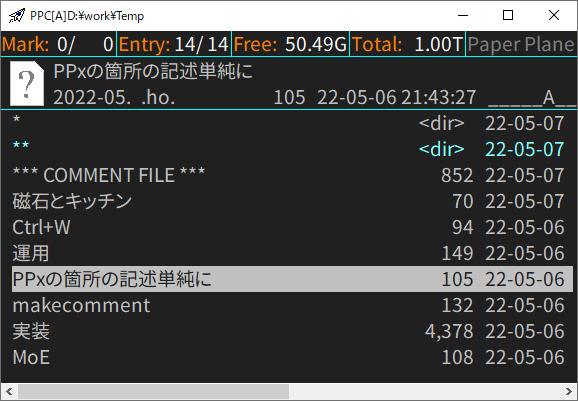 PPC[A]D:¥work¥Temp
Mark: 0/ 0 Entry: 14/ 14 Free: 50.49G Total: 1.00T Paper Plane
PPxの箇所の記述単純に
2022-05. .ho. 105 22-05-06 21:43:27 _____A__
* <dir> 22-05-07
** <dir> 22-05-07
*** COMMENT FILE *** 852 22-05-07
磁石とキッチン 70 22-05-07
Ctrl+W 94 22-05-06
運用 149 22-05-06
PPxの箇所の記述単純に 105 22-05-06
makecomment 132 22-05-06
実装 4,378 22-05-06
MoE 108 22-05-06